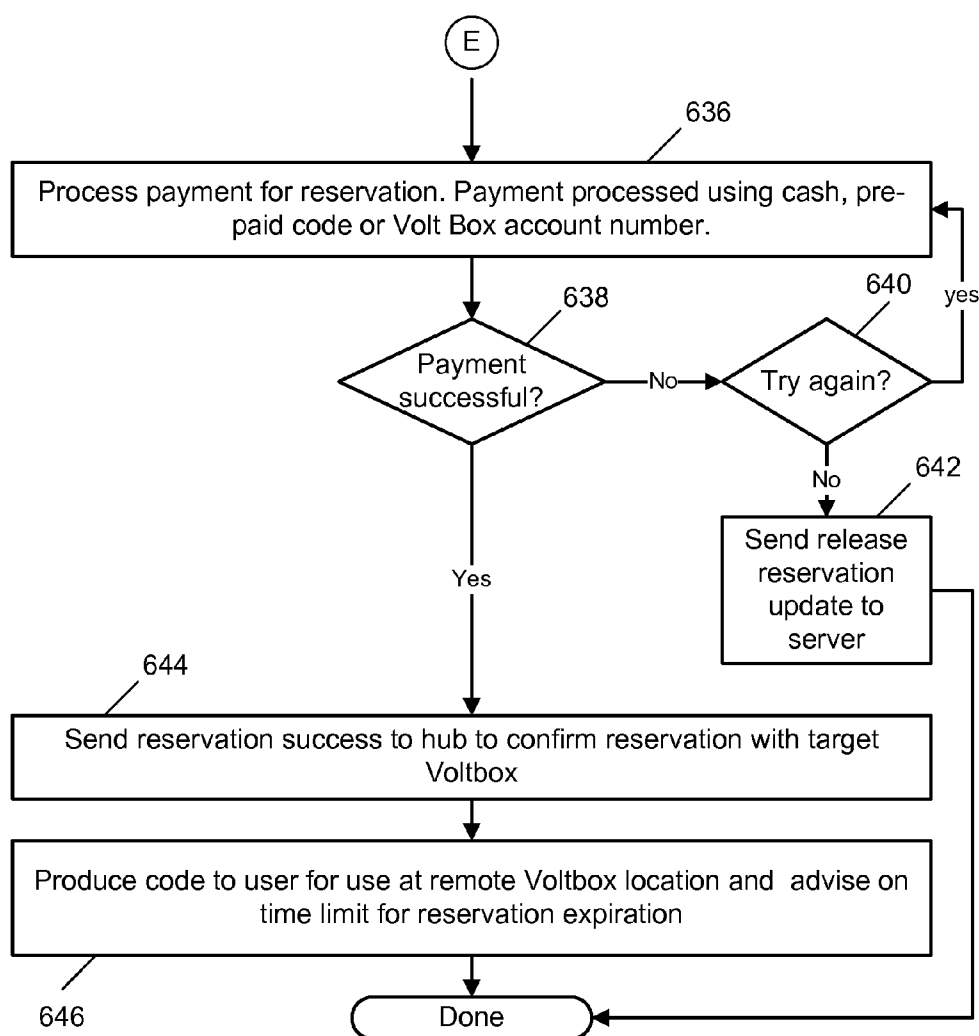 E
636
Process payment for reservation. Payment processed using cash, pre-
paid code or Volt Box account number.
638
640
yes
Payment
successful?
No
Try again?
No
642
Send release
reservation
update to
server
Yes
644
Send reservation success to hub to confirm reservation with target
Voltbox
Produce code to user for use at remote Voltbox location and  advise on
time limit for reservation expiration
646
Done